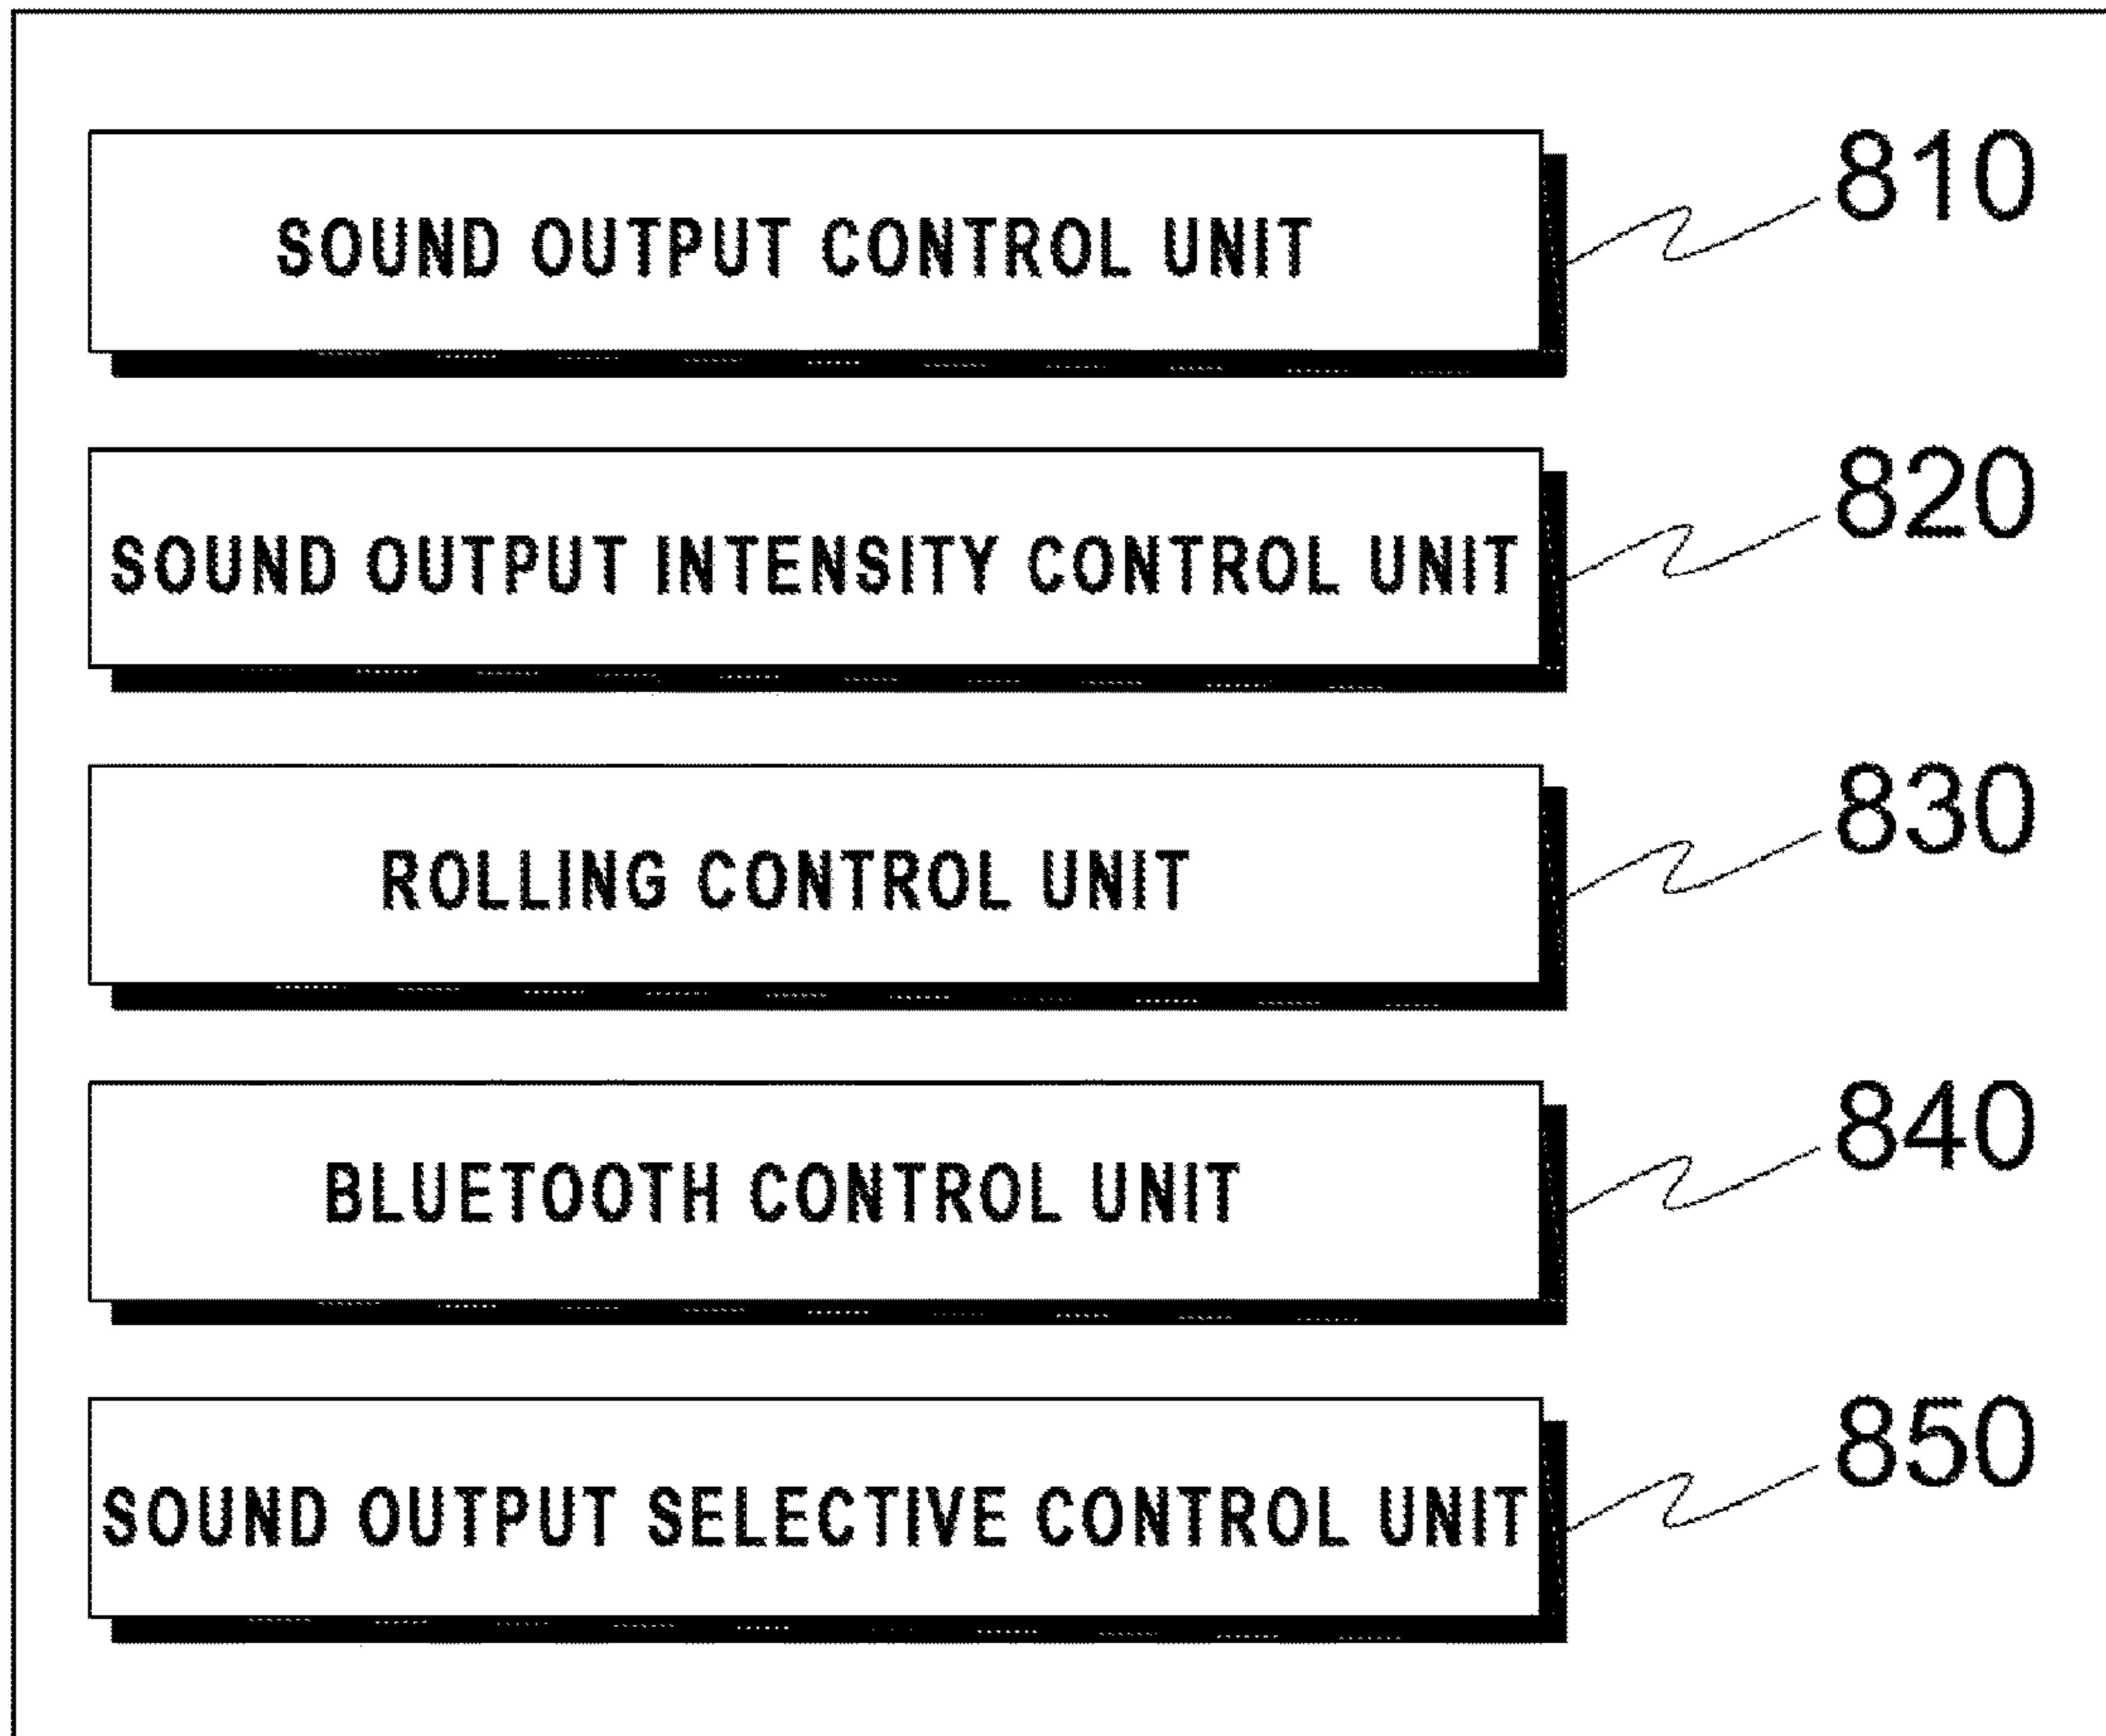 SOUND OUTPUT CONTROL UNIT 810
SOUND OUTPUT INTENSITY CONTROL UNIT 820
ROLLING CONTROL UNIT 830
BLUETOOTH CONTROL UNIT 840
SOUND OUTPUT SELECTIVE CONTROL UNIT 850